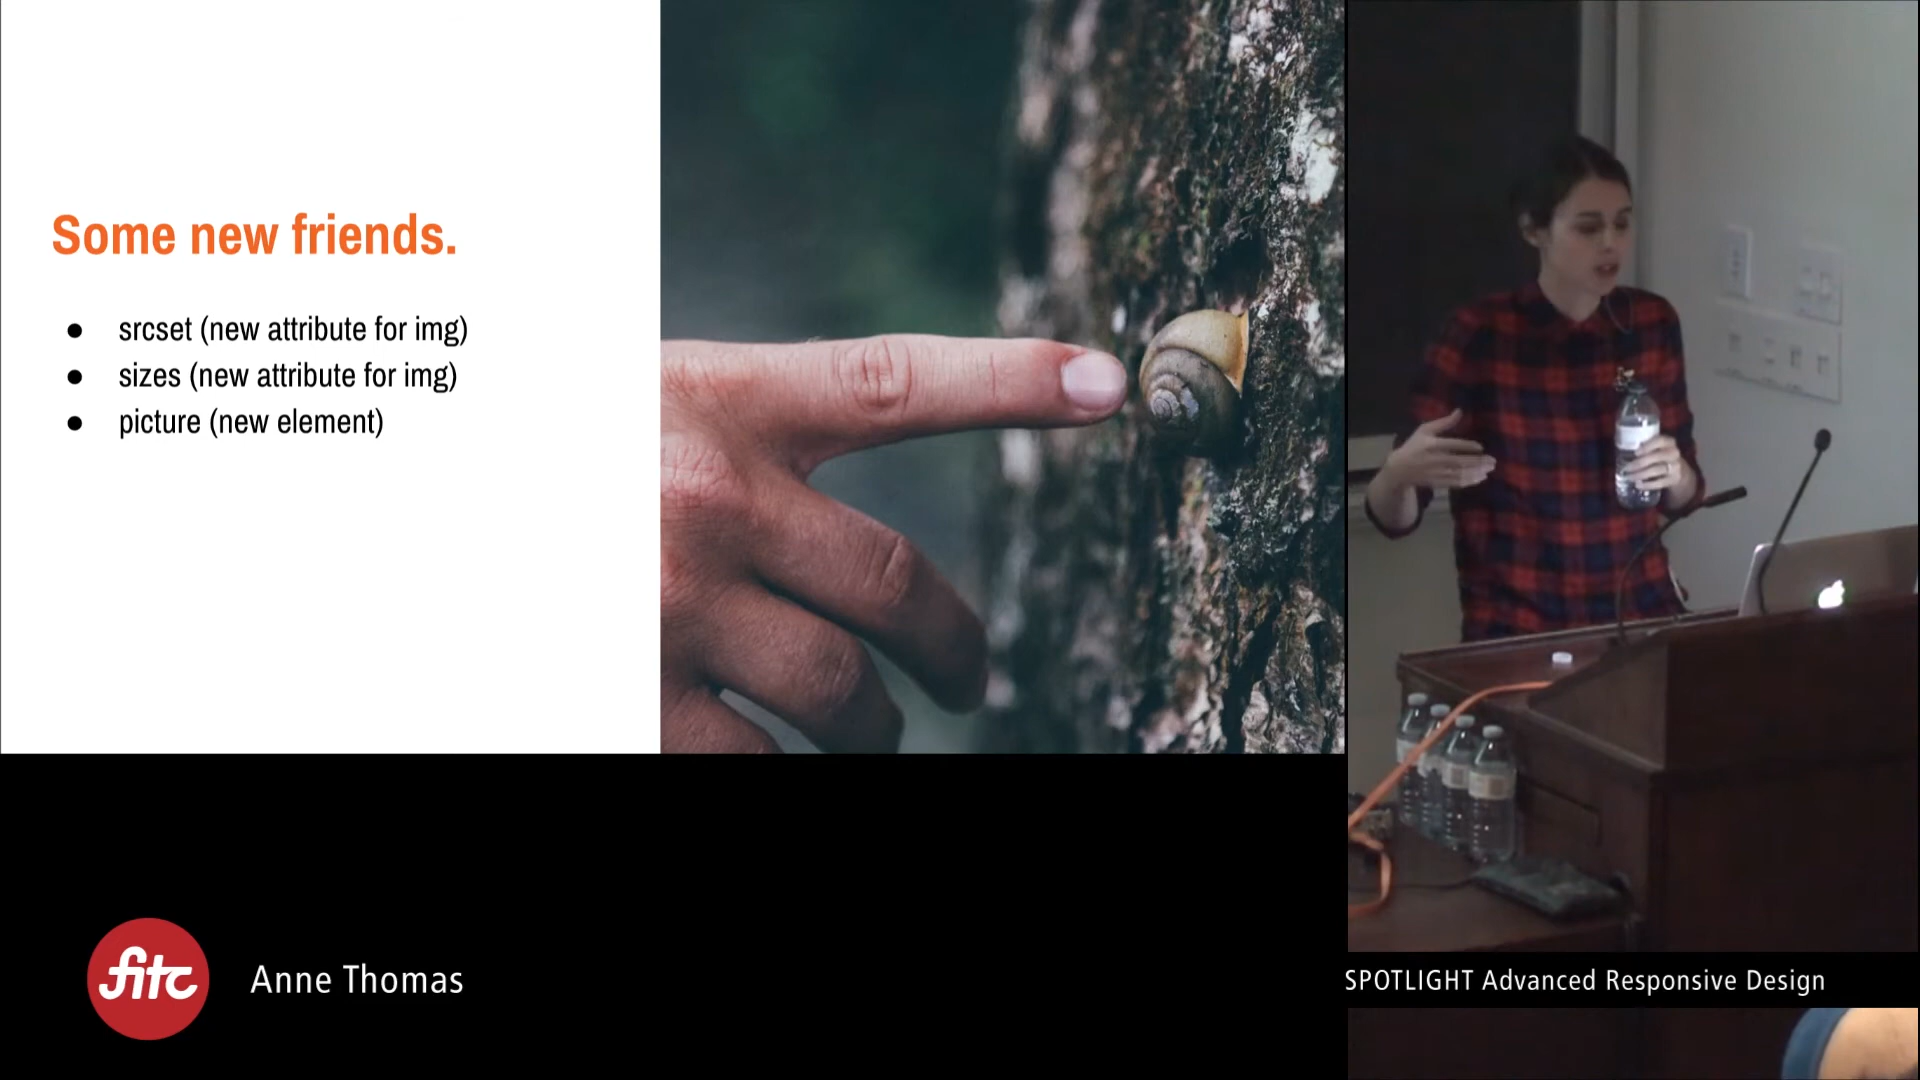 Some new friends.
● srcset (new attribute for img)
● sizes (new attribute for img)
● picture (new element)
fitc
Anne Thomas
SPOTLIGHT Advanced Responsive Design